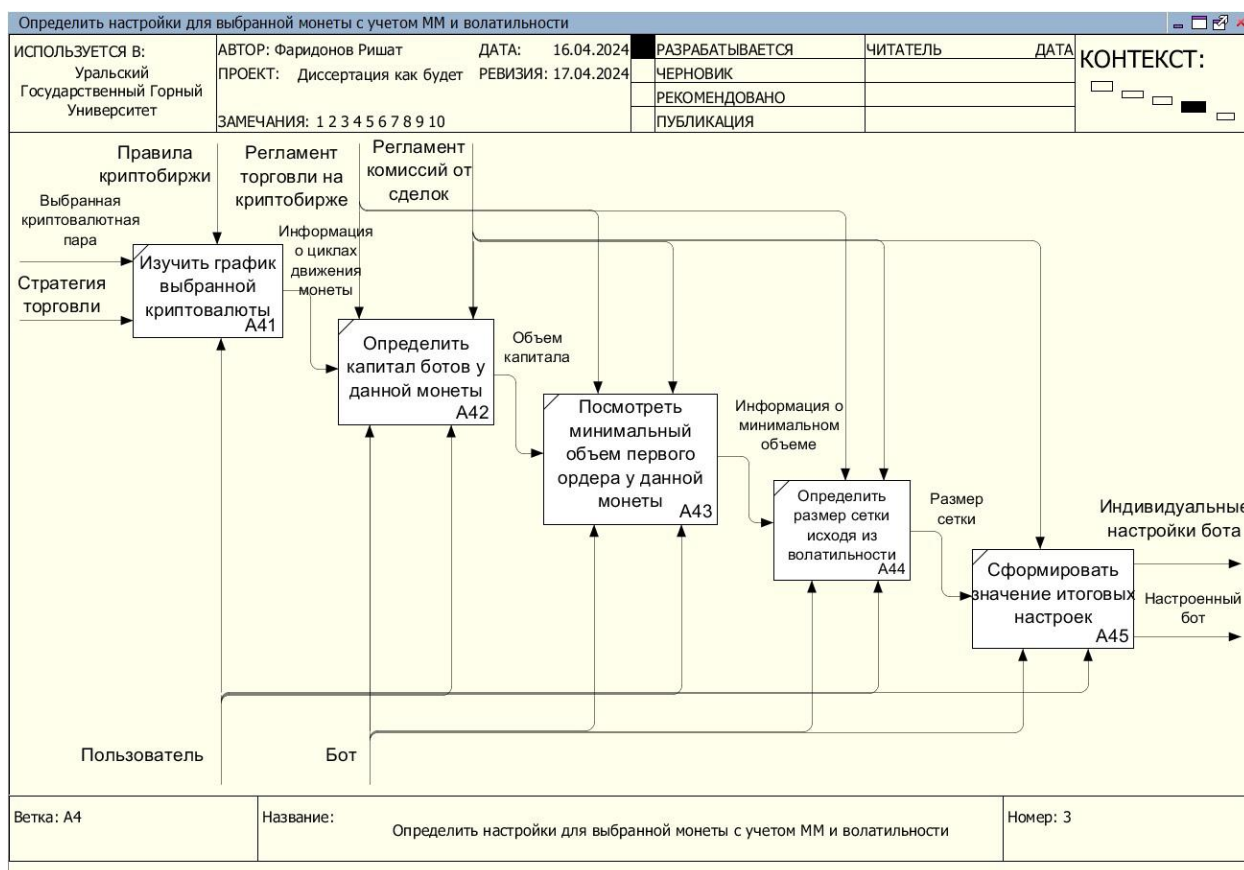 Определить настройки для выбранной монеты с учетом ММ и волатильности
ИСПОЛЬЗУЕТСЯ В:
Уральский
Государственный Горный
Университет
АВТОР: Фаридонов Ришат
ДАТА: 16.04.2024
ПРОЕКТ: Диссертация как будет
РЕВИЗИЯ: 17.04.2024
ЗАМЕЧАНИЯ: 1 2 3 4 5 6 7 8 9 10
РАЗРАБАТЫВАЕТСЯ
ЧЕРНОВИК
РЕКОМЕНДОВАНО
ПУБЛИКАЦИЯ
ЧИТАТЕЛЬ
ДАТА
КОНТЕКСТ:
Правила
криптобиржи
Регламент
торговли на
криптобирже
Регламент
комиссий от
сделок
Выбранная
криптовалютная
пара
Стратегия
торговли
Изучить график
выбранной
криптовалюты
A41
Информация
о циклах
движения
монеты
Определить
капитал ботов у
данной монеты
A42
Объем
капитала
Посмотреть
минимальный
объем первого
ордера у данной
монеты
A43
Информация о
минимальном
объеме
Определить
размер сетки
исходя из
волатильности
A44
Размер
сетки
Сформировать
значение итоговых
настроек
A45
Индивидуальные
настройки бота
Настроенный
бот
Пользователь
Бот
Ветка: A4
Название:
Определить настройки для выбранной монеты с учетом ММ и волатильности
Номер: 3